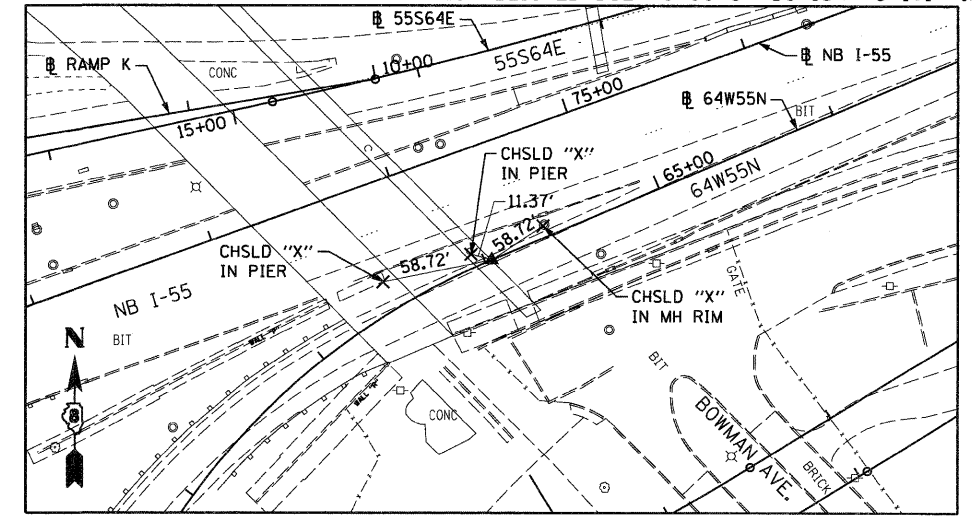 ℄ 55S64E
℄ RAMP K
CONC
10+00
55S64E
℄ NB I-55
15+00
75+00
℄ 64W55N
BIT
CHSLD "X"
IN PIER
65+00
64W55N
11.37'
58.72'
CHSLD "X"
IN PIER
58.72'
CHSLD "X"
IN MH RIM
GATE
NB I-55
BIT
N
8
BIT
CONC
BOWMAN AVE.
BRICK